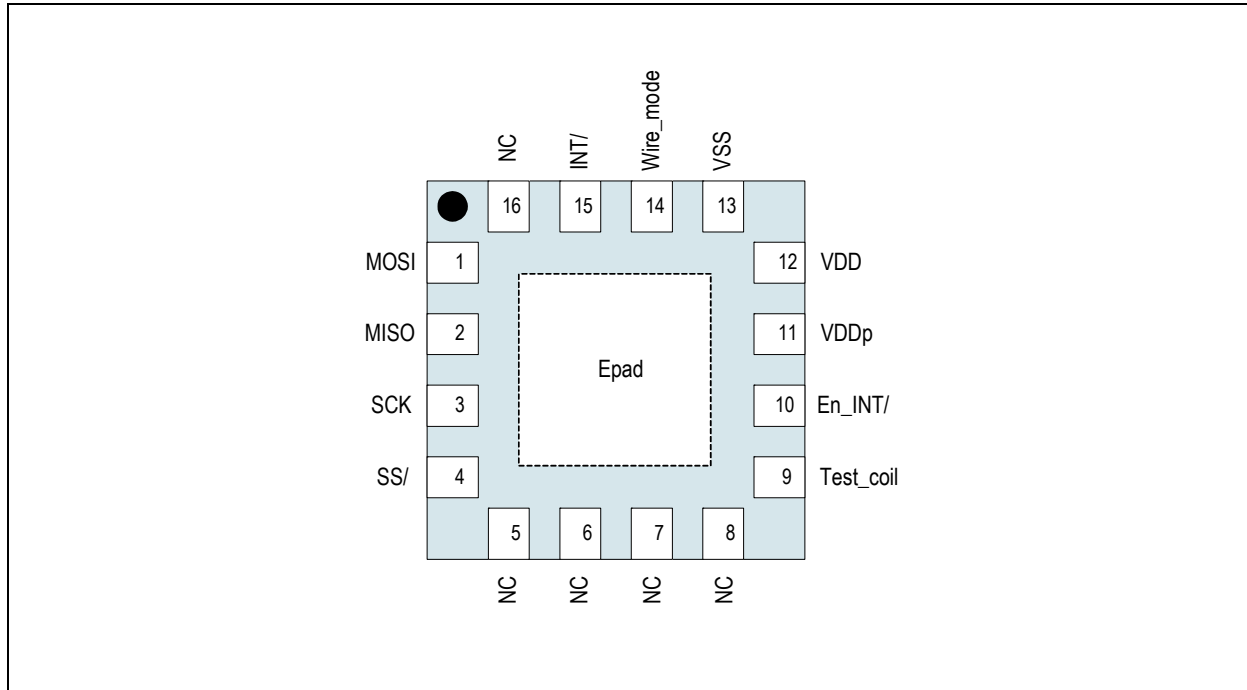 NC
INT/
Wire_mode
VSS
16
15
14
13
MOSI 1
12 VDD
MISO 2
11 VDDp
Epad
SCK 3
10 En_INT/
SS/ 4
9 Test_coil
5
6
7
8
NC
NC
NC
NC